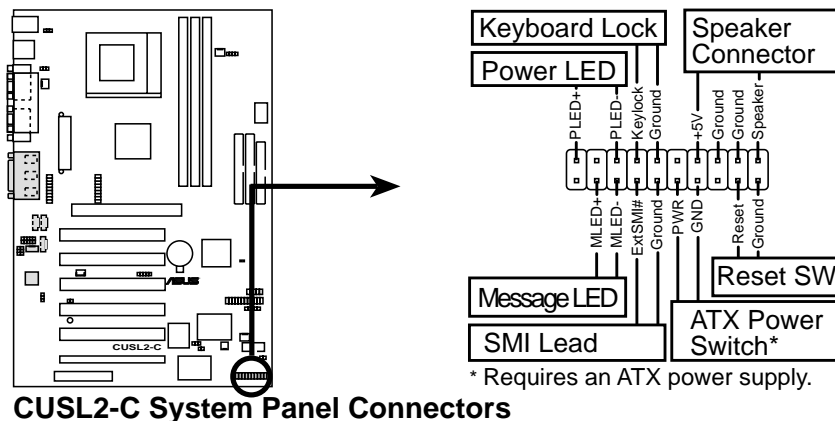 Keyboard Lock
Speaker
Connector
Power LED
PLED+
PLED-
Keylock
Ground
+5V
Ground
Ground
Speaker
MLED+
MLED-
ExtSMI#
Ground
PWR
GND
Reset
Ground
Reset SW
Message LED
ATX Power
Switch*
SMI Lead
* Requires an ATX power supply.
ASUS
CUSL2-C
CUSL2-C System Panel Connectors